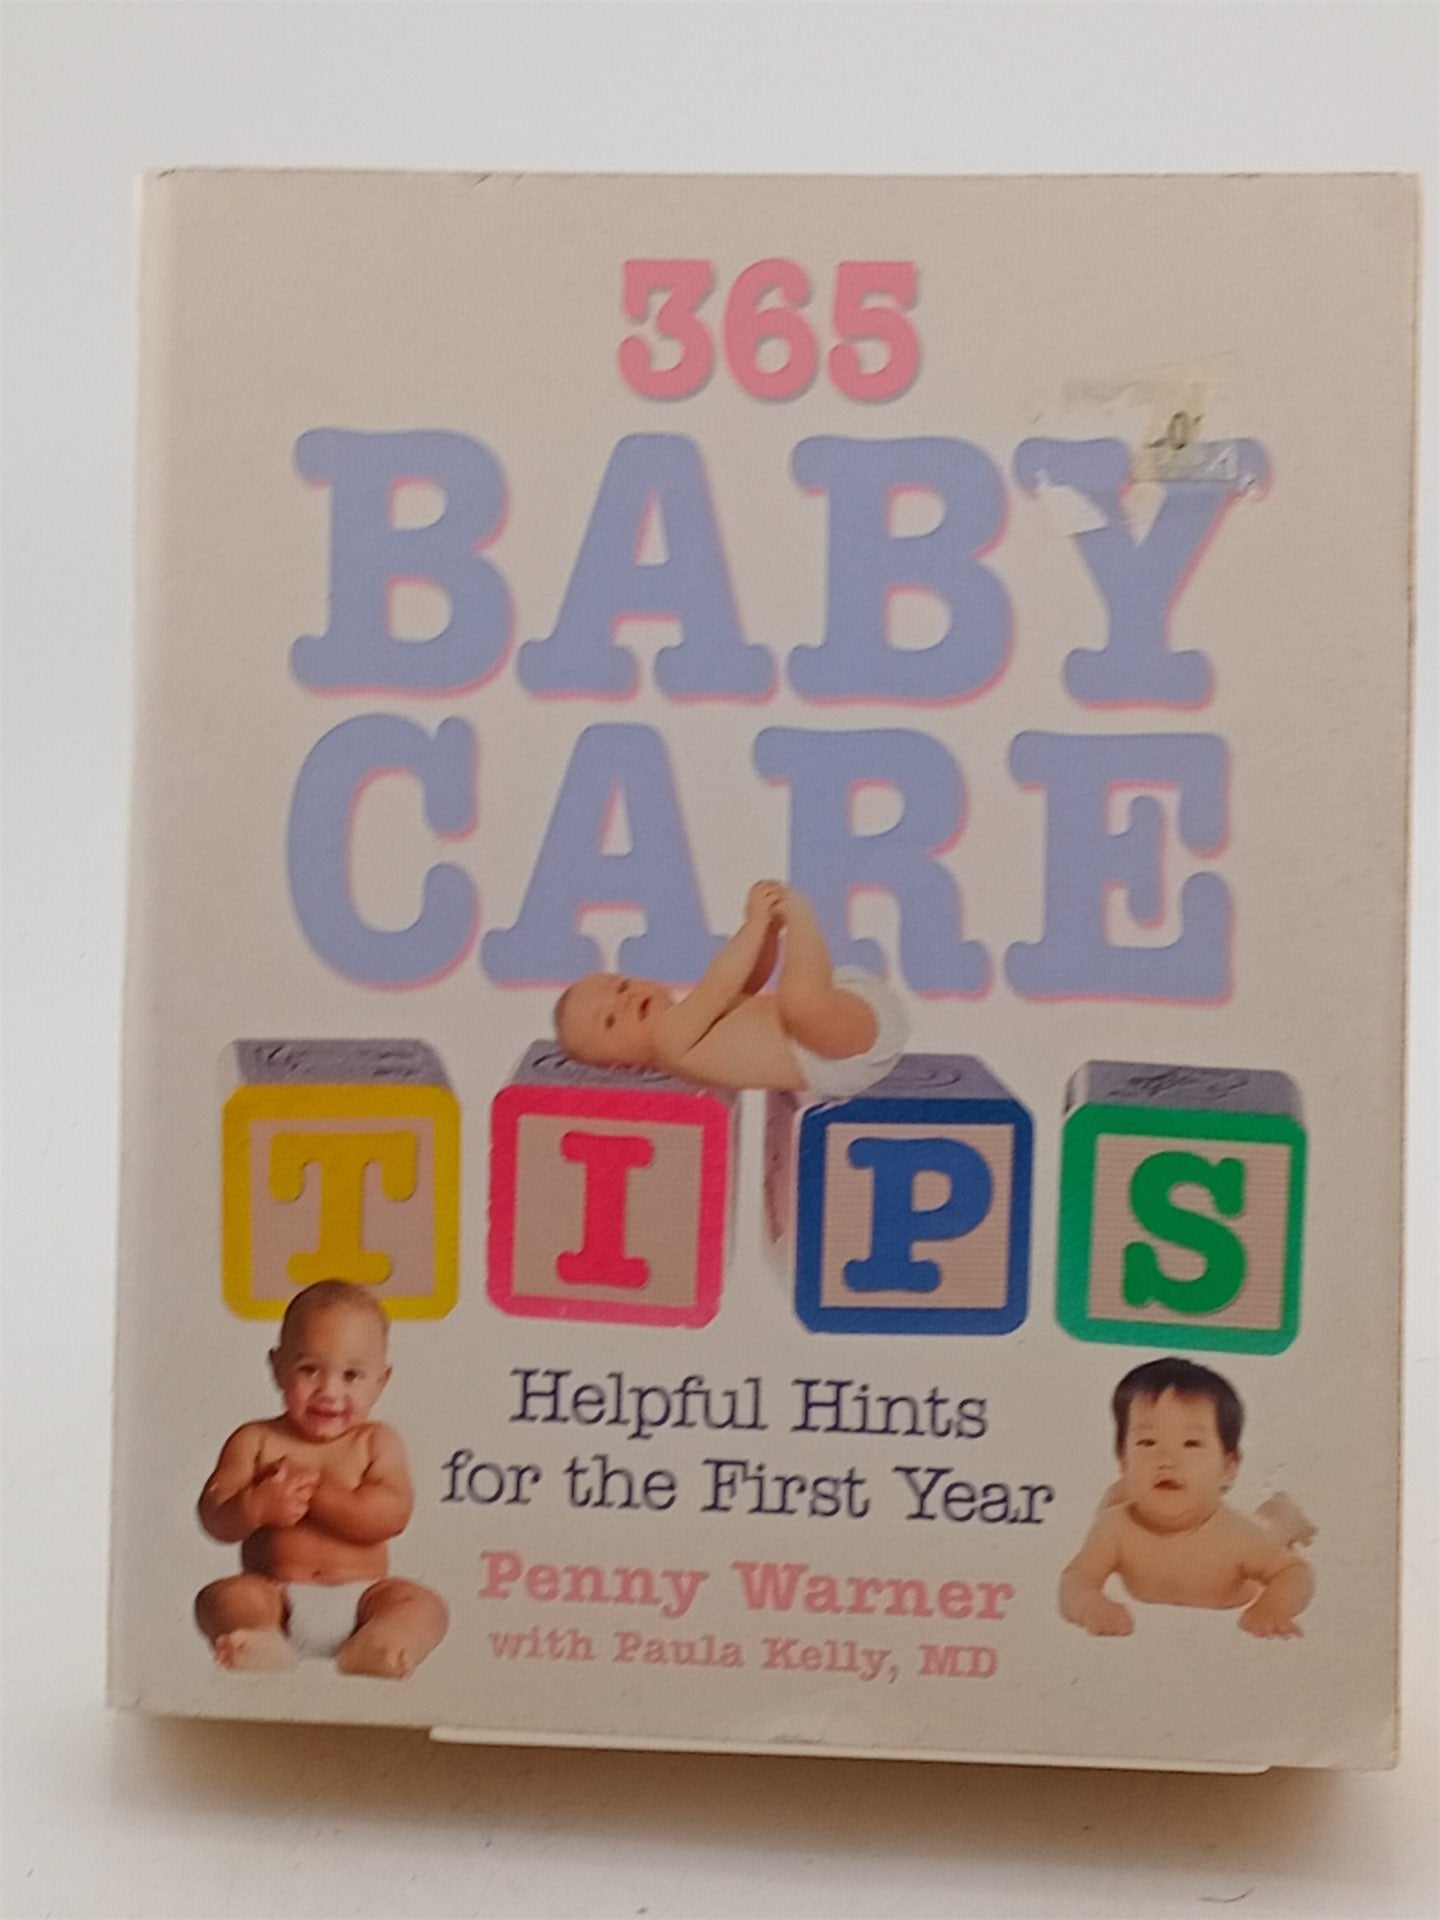 365
BABY
CARE
TIPS
Helpful Hints
for the First Year
Penny Warner
with Paula Kelly, MD